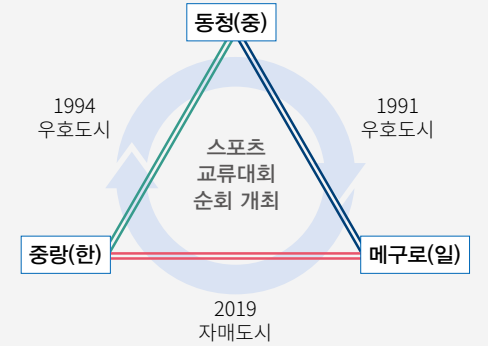 동청(중)
1994
우호도시
1991
우호도시
스포츠
교류대회
순회 개최
중랑(한)
메구로(일)
2019
자매도시